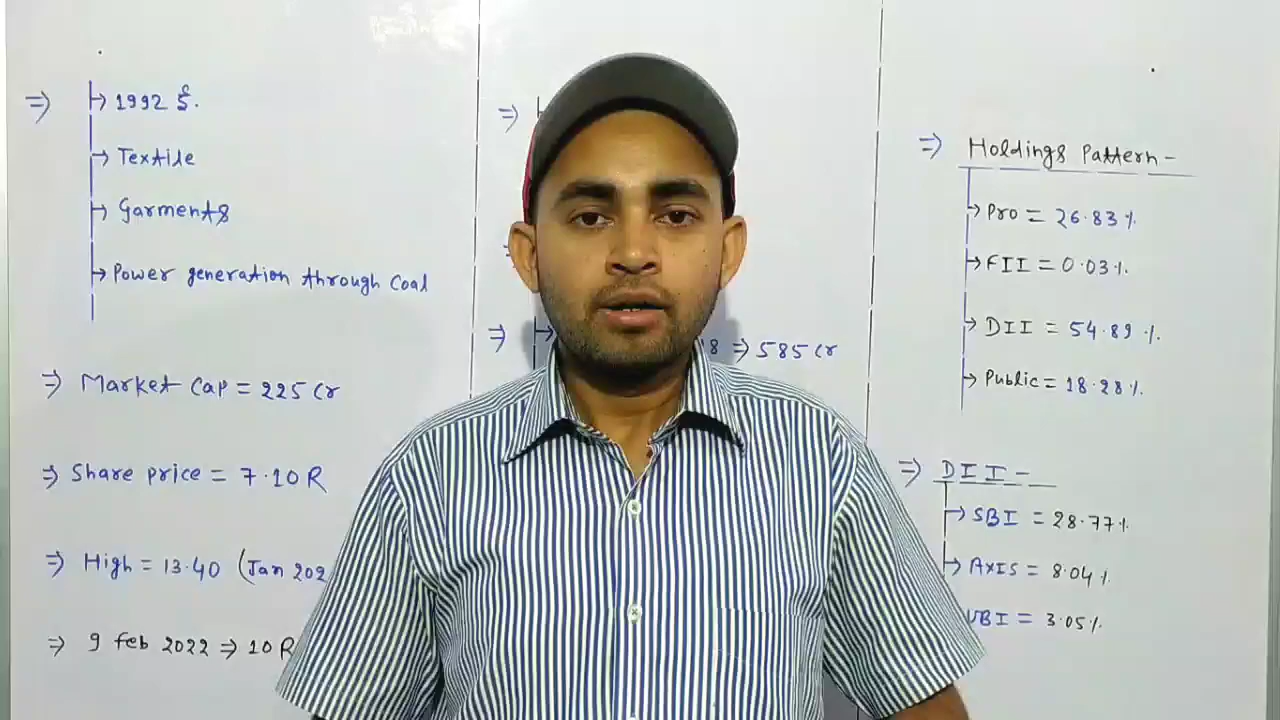 ⇒ 1992 ई.
Textile
Garments
Power generation through Coal
⇒ Market Cap = 225 Cr
⇒ Share price = 7.10 R
⇒ High = 13.40 (Jan 202
⇒ 9 feb 2022 ⇒ 10 R
⇒
⇒ 18 ⇒ 585 Cr
⇒ Holdings Pattern -
Pro = 26.83 %
FII = 0.03 %
DII = 54.89 %
Public = 18.28 %
⇒ DII -
SBI = 28.77 %
AXIS = 8.04 %
UBI = 3.05 %